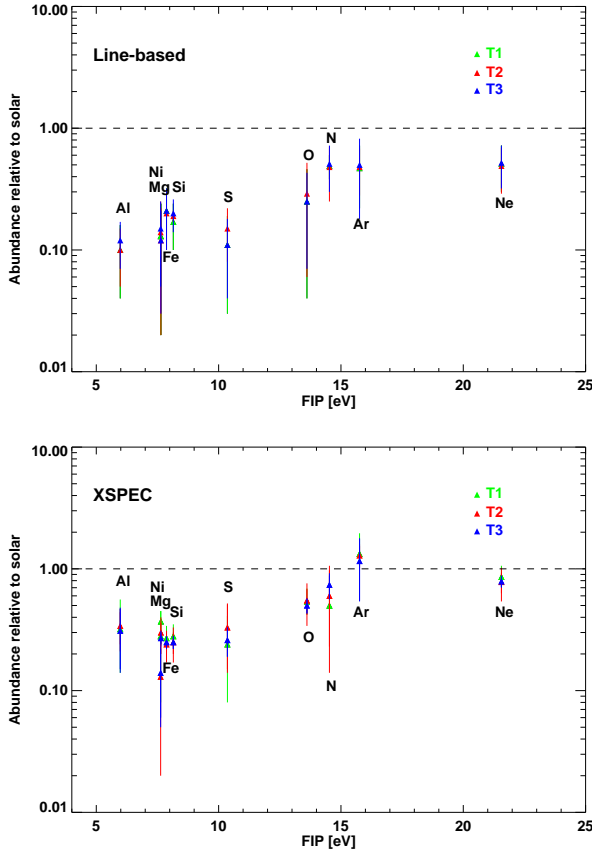 10.00
Line-based
T1
T2
T3
1.00
N
O
Ni
Mg Si
S
Al
Ar
Ne
Fe
0.10
0.01
5 10 15 20 25
FIP [eV]
Abundance relative to solar
10.00
XSPEC
T1
T2
T3
1.00
Al
Ni
Mg
Si
S
Ar
Ne
O
Fe
N
0.10
0.01
5 10 15 20 25
FIP [eV]
Abundance relative to solar